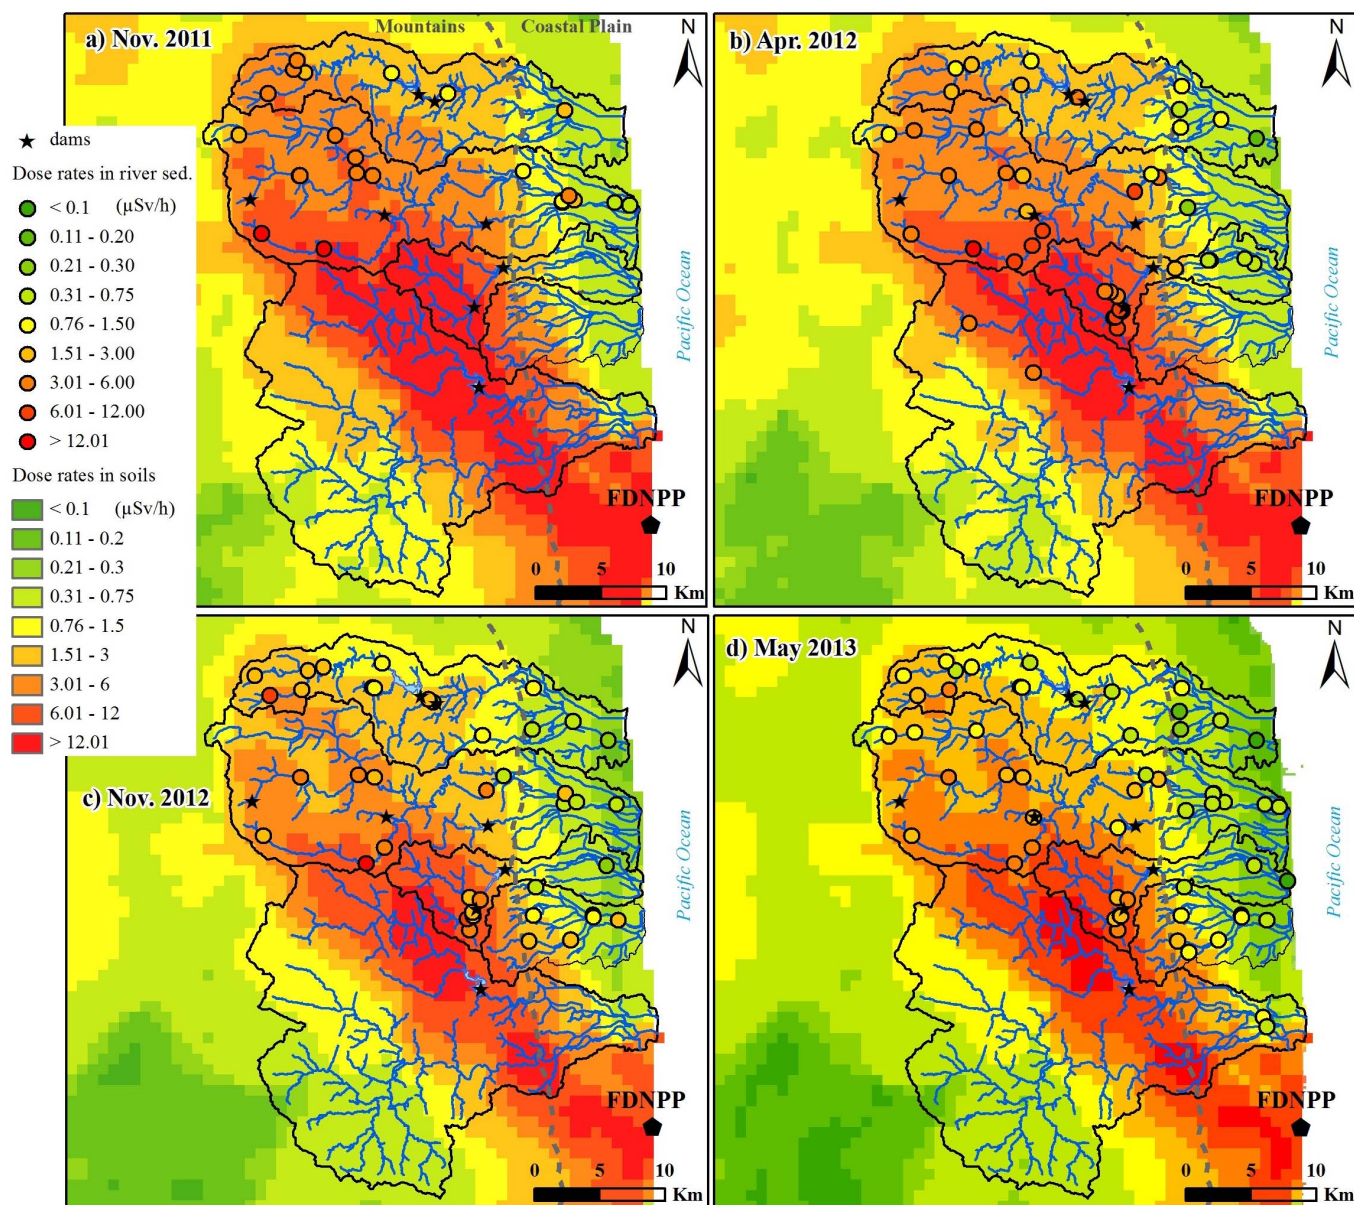 a) Nov. 2011
Mountains
Coastal Plain
N
dams
Dose rates in river sed.
< 0.1 (µSv/h)
0.11 - 0.20
0.21 - 0.30
0.31 - 0.75
0.76 - 1.50
1.51 - 3.00
3.01 - 6.00
6.01 - 12.00
> 12.01
Dose rates in soils
< 0.1 (µSv/h)
0.11 - 0.2
0.21 - 0.3
0.31 - 0.75
0.76 - 1.5
1.51 - 3
3.01 - 6
6.01 - 12
> 12.01
Pacific Ocean
FDNPP
0 5 10
Km
b) Apr. 2012
N
Pacific Ocean
FDNPP
0 5 10
Km
c) Nov. 2012
N
Pacific Ocean
FDNPP
0 5 10
Km
d) May 2013
N
Pacific Ocean
FDNPP
0 5 10
Km